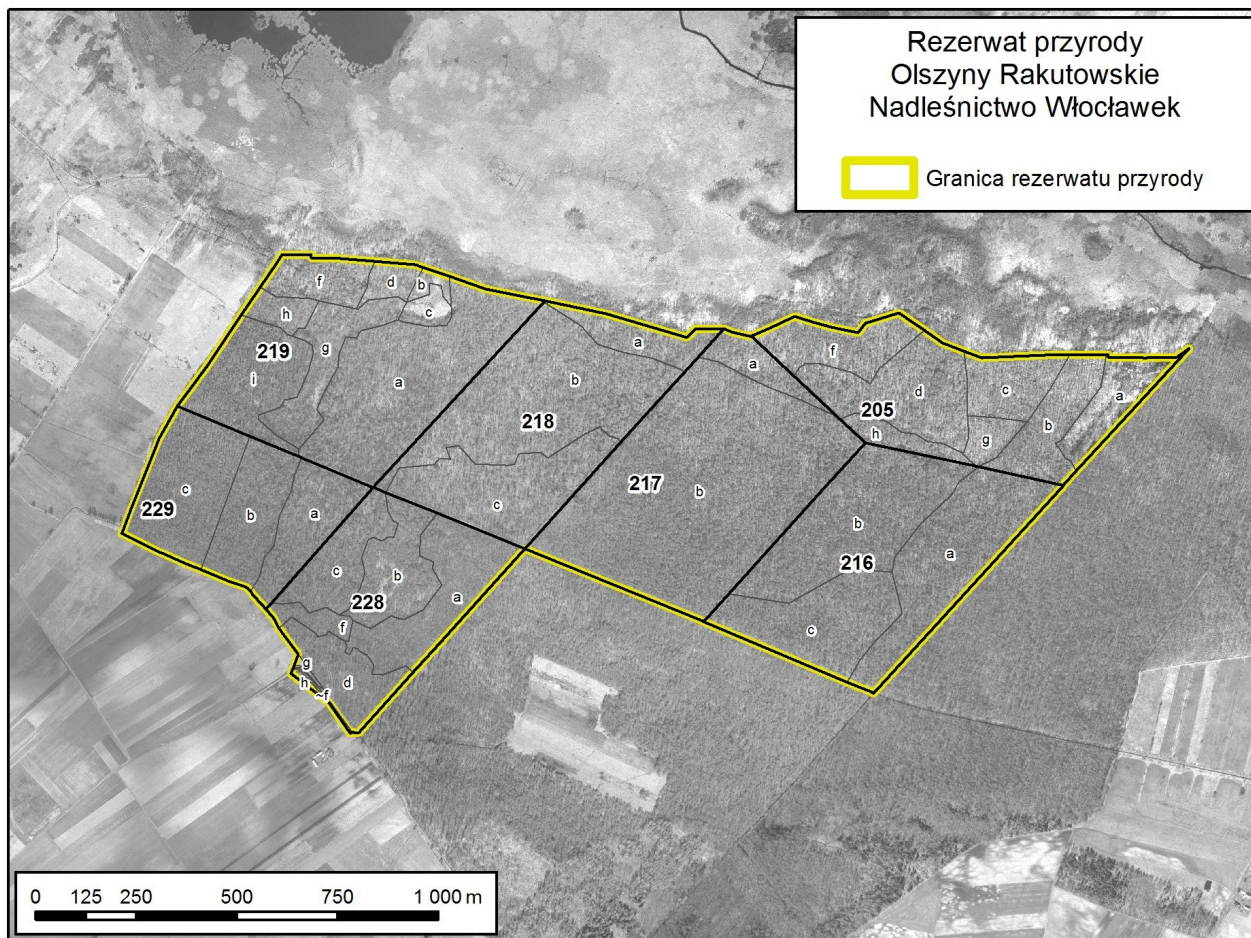 Rezerwat przyrody
Olszyny Rakutowskie
Nadleśnictwo Włocławek
Granica rezerwatu przyrody
f
d
b
c
h
219
g
i
a
a
b
218
c
a
217
b
f
d
c
205
h
g
b
a
b
216
a
c
c
229
b
a
c
b
228
a
f
g
h
~f
d
0 125 250 500 750 1 000 m